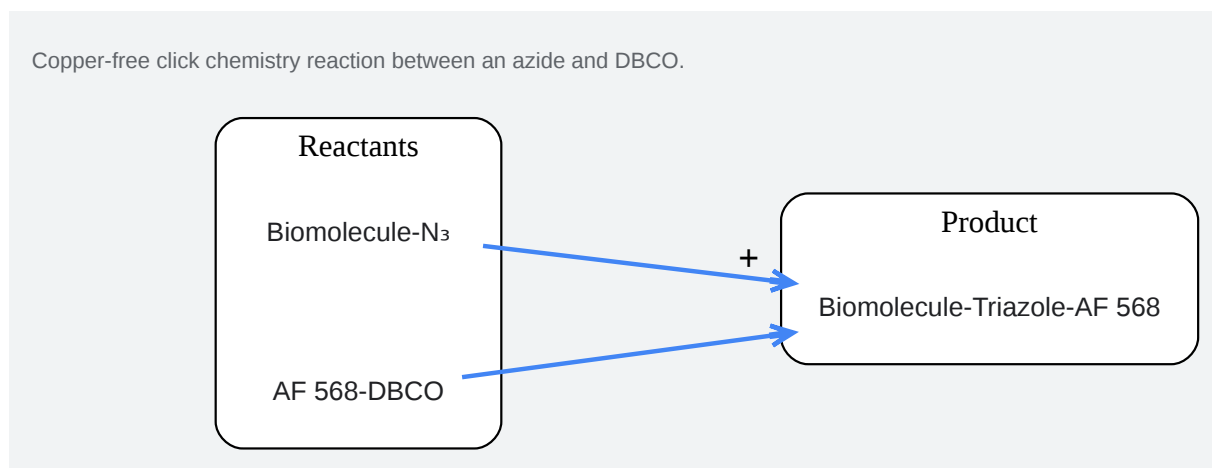 Copper-free click chemistry reaction between an azide and DBCO.
Reactants
Biomolecule-N₃
AF 568-DBCO
+
Product
Biomolecule-Triazole-AF 568